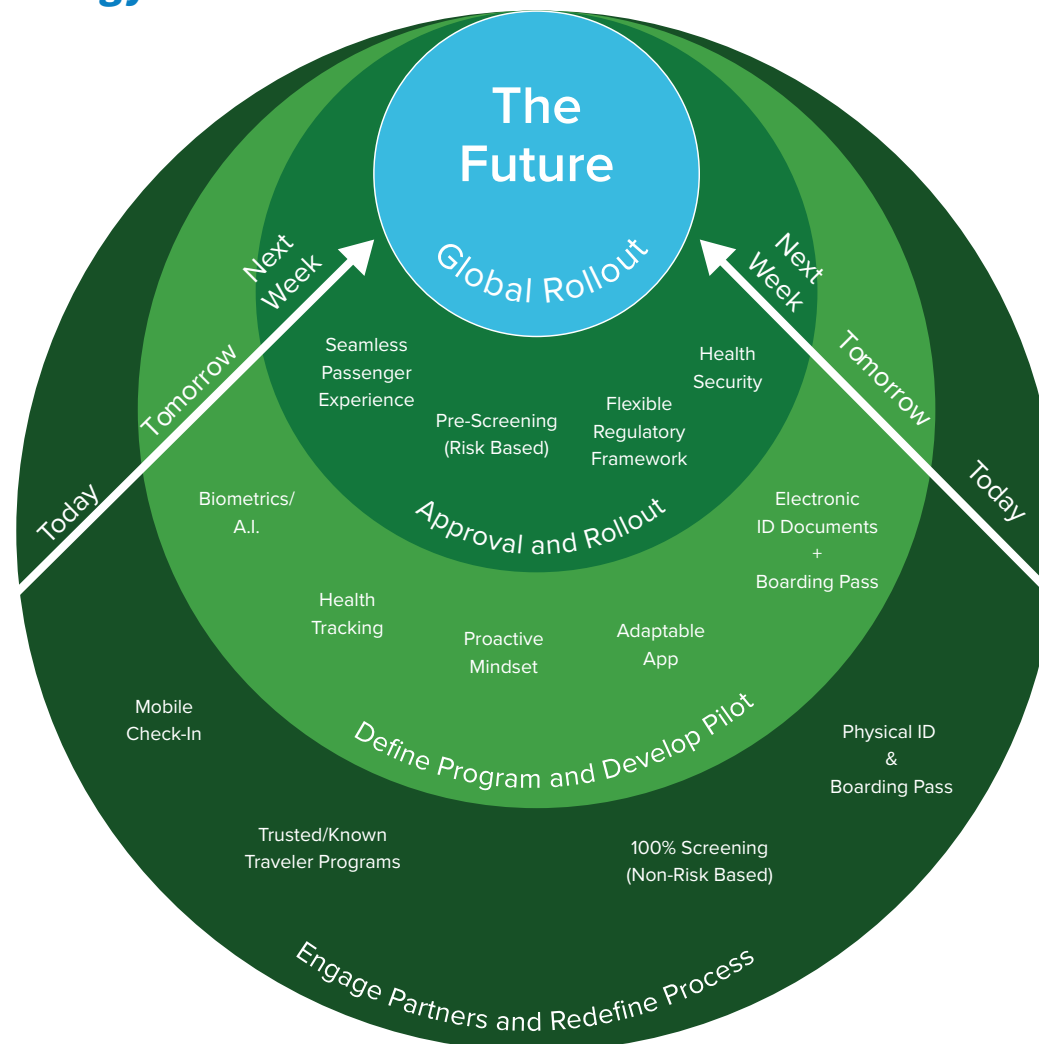 The
Future
Global Rollout
Next
Week
Next
Week
Tomorrow
Tomorrow
Today
Today
Seamless
Passenger
Experience
Pre-Screening
(Risk Based)
Flexible
Regulatory
Framework
Health
Security
Approval and Rollout
Biometrics/
A.I.
Health
Tracking
Proactive
Mindset
Adaptable
App
Electronic
ID Documents
+
Boarding Pass
Define Program and Develop Pilot
Mobile
Check-In
Trusted/Known
Traveler Programs
100% Screening
(Non-Risk Based)
Physical ID
&
Boarding Pass
Engage Partners and Redefine Process